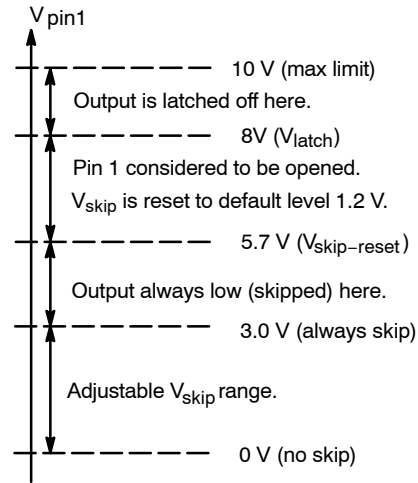 Vpin1
10 V (max limit)
Output is latched off here.
8V (Vlatch)
Pin 1 considered to be opened.
Vskip is reset to default level 1.2 V.
5.7 V (Vskip–reset)
Output always low (skipped) here.
3.0 V (always skip)
Adjustable Vskip range.
0 V (no skip)